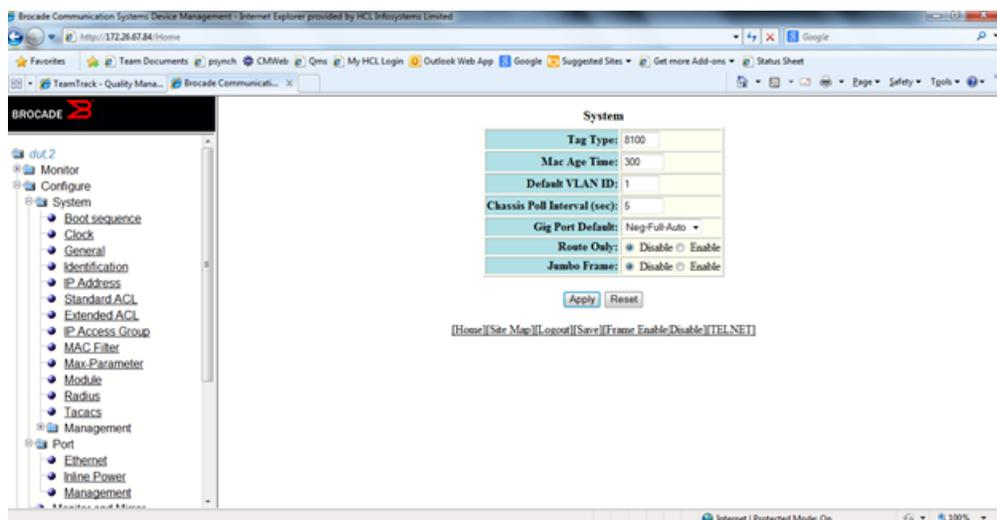 Brocade Communication Systems Device Management - Internet Explorer provided by HCL Infosystems Limited
http://172.26.67.84/Home
Google
Favorites Team Documents psynch CMWeb Qms My HCL Login Outlook Web App Google Suggested Sites Get more Add-ons Status Sheet
TeamTrack - Quality Mana... Brocade Communicati... X
Page Safety Tools
BROCADE
dut,2
Monitor
Configure
System
Boot sequence
Clock
General
Identification
IP Address
Standard ACL
Extended ACL
IP Access Group
MAC Filter
Max-Parameter
Module
Radius
Tacacs
Management
Port
Ethernet
Inline Power
Management
Monitor and Mirror
System
Tag Type: 8100
Mac Age Time: 300
Default VLAN ID: 1
Chassis Poll Interval (sec): 5
Gig Port Default: Neg-Full-Auto
Route Only: Disable Enable
Jumbo Frame: Disable Enable
Apply Reset
[Home][Site Map][Logout][Save][Frame Enable|Disable][TELNET]
Internet | Protected Mode: On
100%